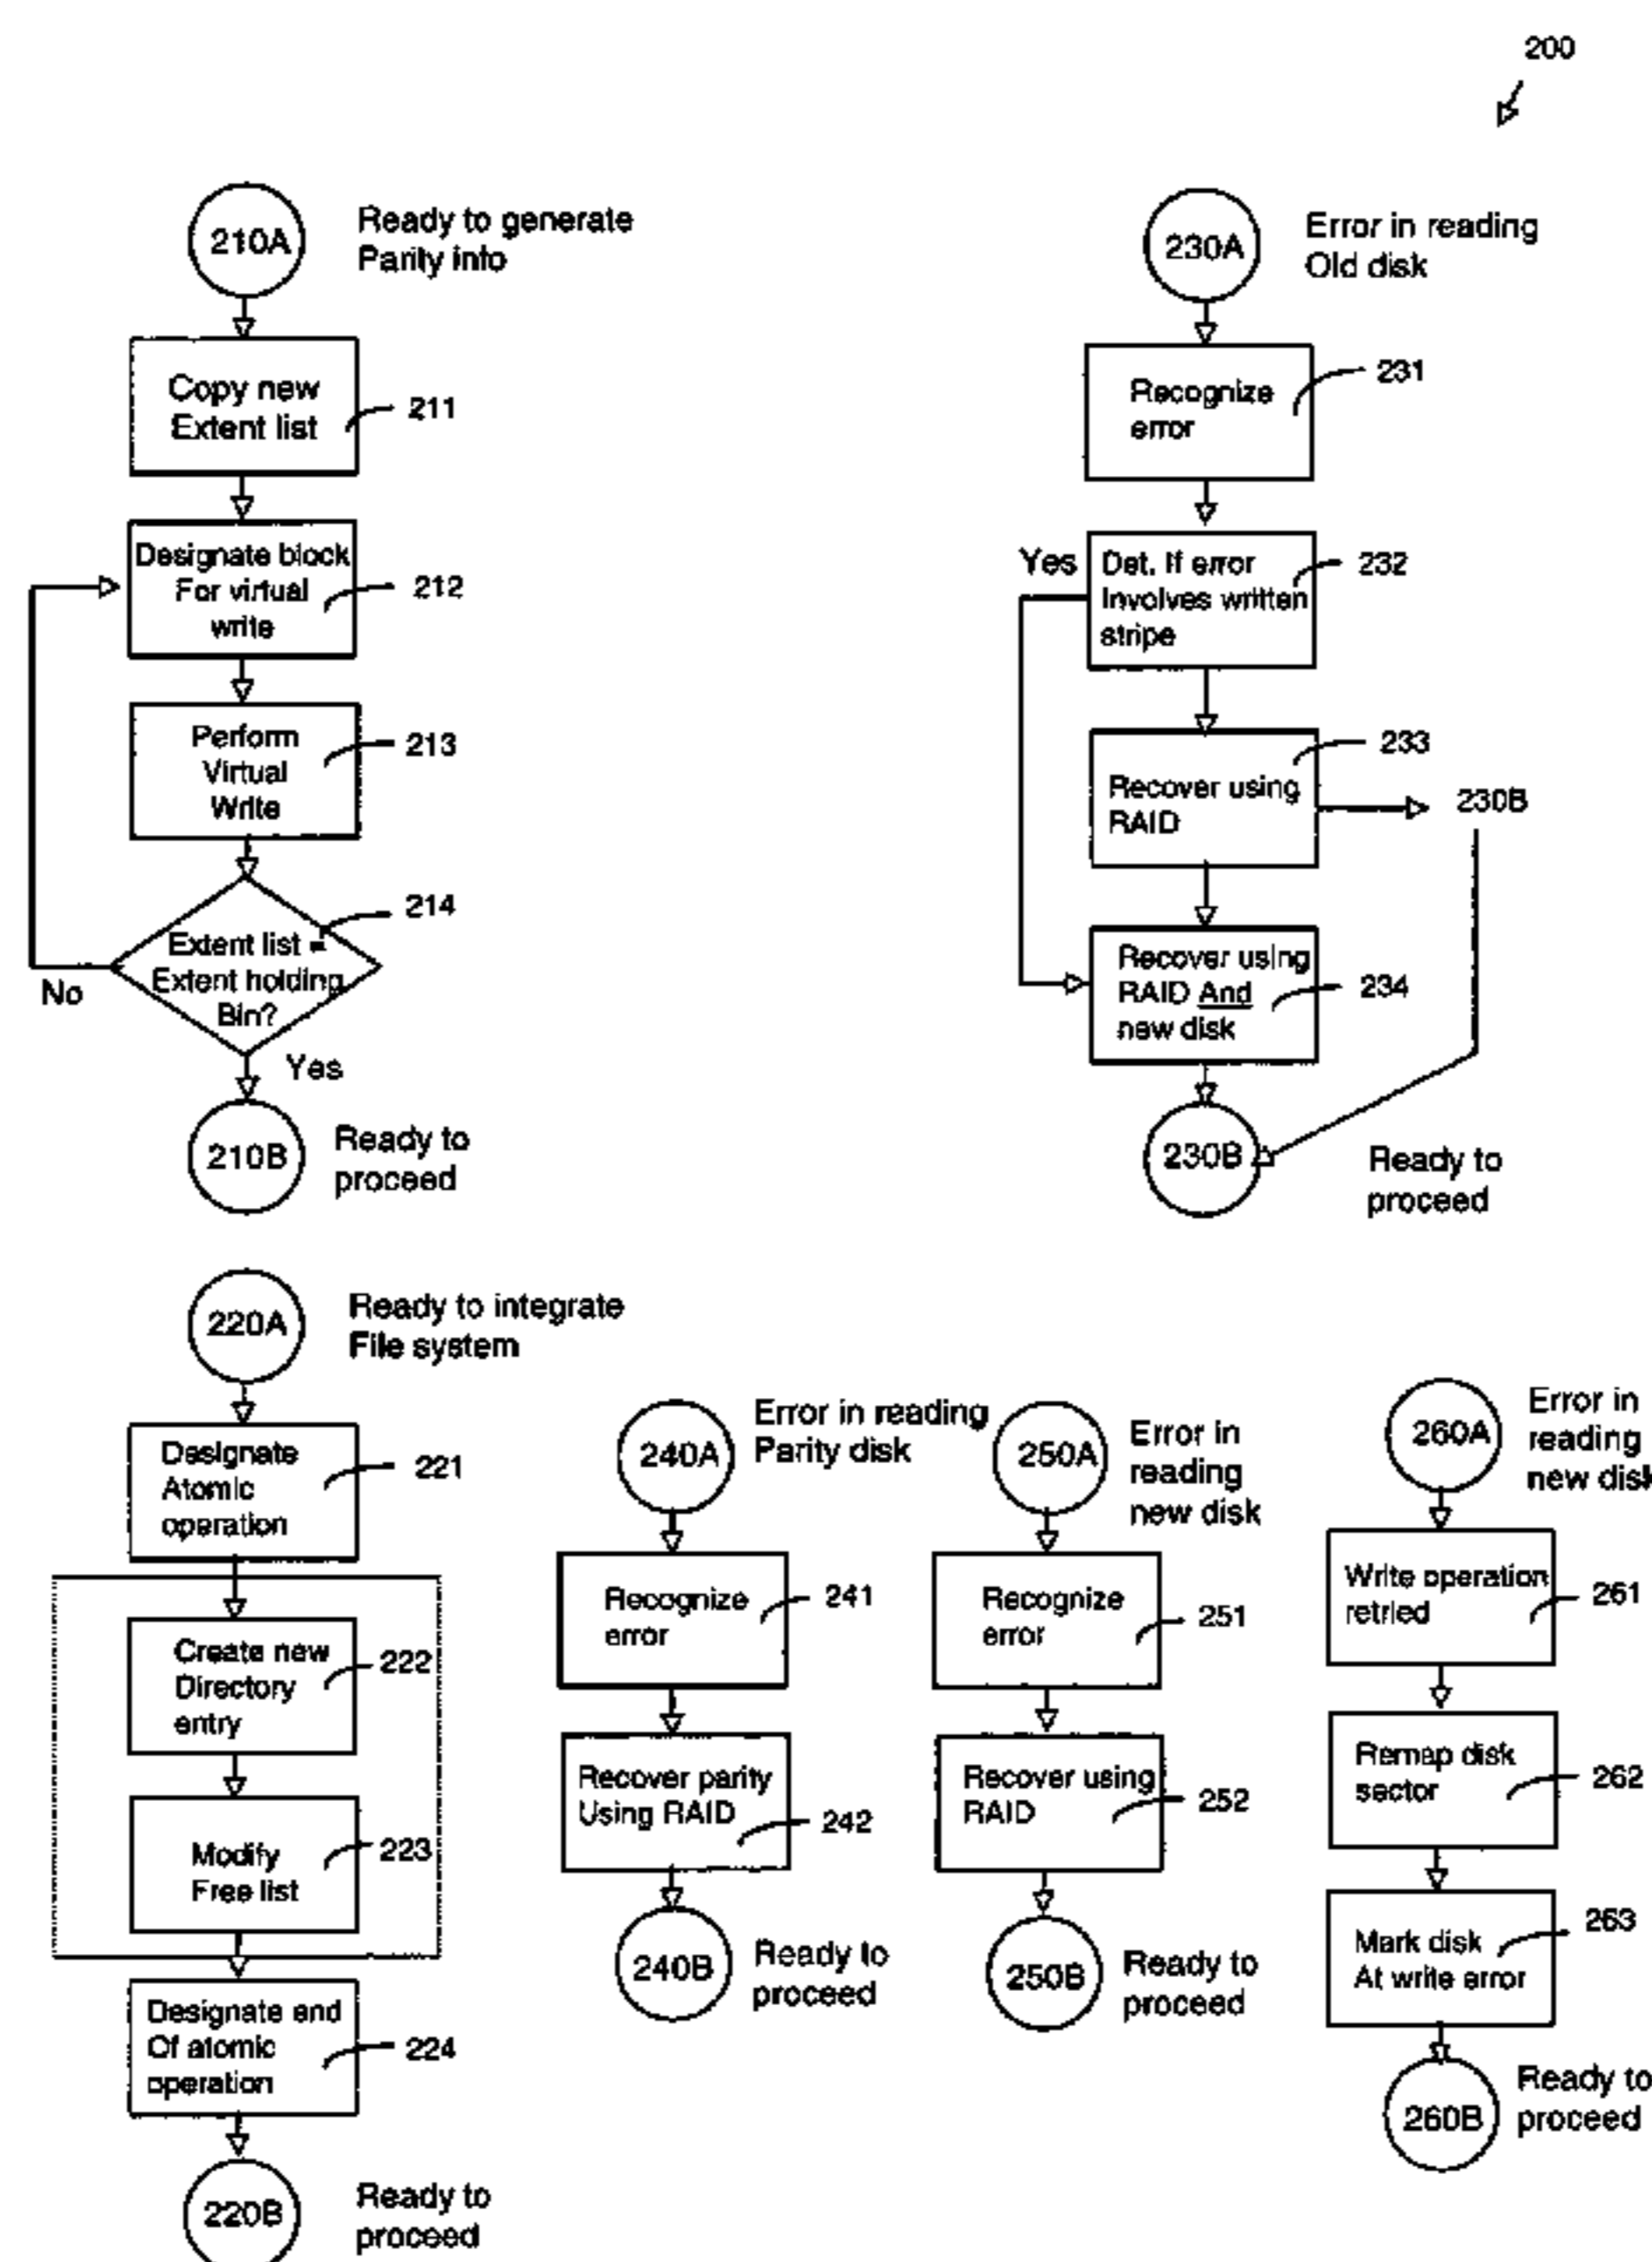 200
210A
Ready to generate
Parity into
Copy new
Extent list
211
Designate block
For virtual
write
212
Perform
Virtual
Write
213
Extent list =
Extent holding
Bin?
214
No
Yes
210B
Ready to
proceed
230A
Error in reading
Old disk
Recognize
error
231
Yes
Det. If error
Involves written
stripe
232
Recover using
RAID
233
230B
Recover using
RAID And
new disk
234
230B
Ready to
proceed
220A
Ready to integrate
File system
Designate
Atomic
operation
221
Create new
Directory
entry
222
Modify
Free list
223
Designate end
Of atomic
operation
224
220B
Ready to
proceed
240A
Error in reading
Parity disk
Recognize
error
241
Recover parity
Using RAID
242
240B
Ready to
proceed
250A
Error in
reading
new disk
Recognize
error
251
Recover using
RAID
252
250B
Ready to
proceed
260A
Error in
reading
new disk
Write operation
retried
261
Remap disk
sector
262
Mark disk
At write error
263
260B
Ready to
proceed